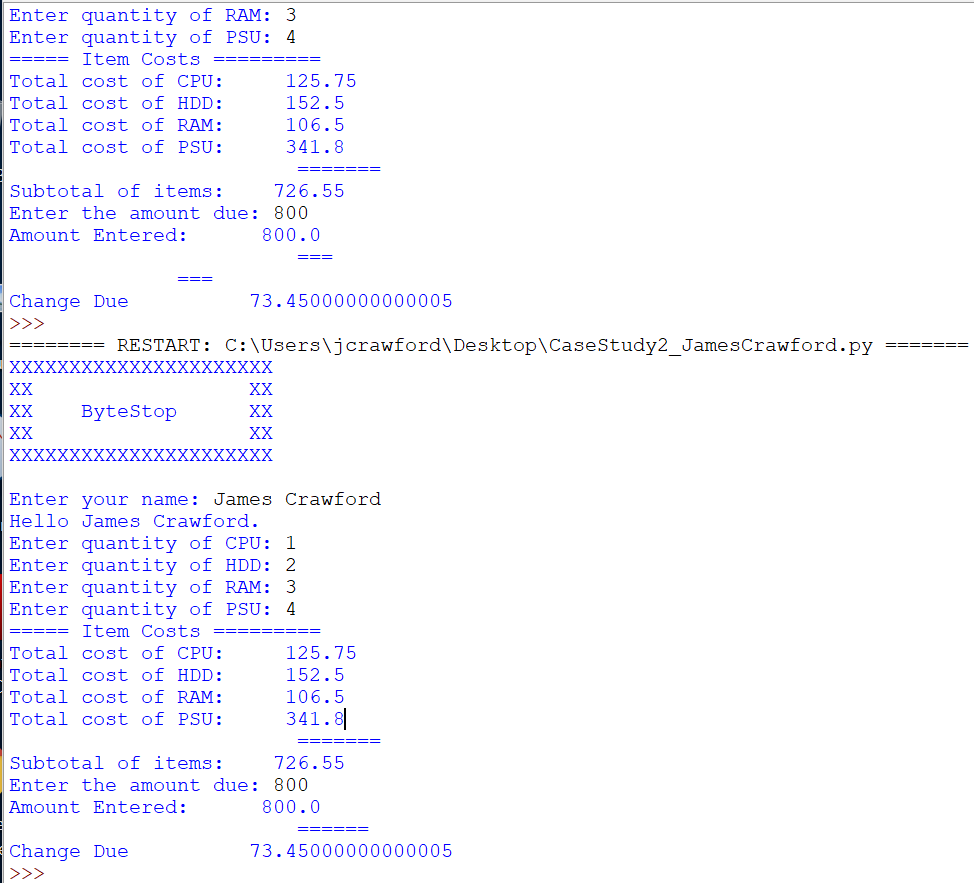 Enter quantity of RAM: 3
Enter quantity of PSU: 4
===== Item Costs =========
Total cost of CPU:     125.75
Total cost of HDD:     152.5
Total cost of RAM:     106.5
Total cost of PSU:     341.8
                        =======
Subtotal of items:    726.55
Enter the amount due: 800
Amount Entered:      800.0
                        ===
              ===
Change Due          73.45000000000005
>>>
======== RESTART: C:\Users\jcrawford\Desktop\CaseStudy2_JamesCrawford.py =======
XXXXXXXXXXXXXXXXXXXXXX
XX                  XX
XX    ByteStop      XX
XX                  XX
XXXXXXXXXXXXXXXXXXXXXX
Enter your name: James Crawford
Hello James Crawford.
Enter quantity of CPU: 1
Enter quantity of HDD: 2
Enter quantity of RAM: 3
Enter quantity of PSU: 4
===== Item Costs =========
Total cost of CPU:     125.75
Total cost of HDD:     152.5
Total cost of RAM:     106.5
Total cost of PSU:     341.8
                        =======
Subtotal of items:    726.55
Enter the amount due: 800
Amount Entered:      800.0
                        ======
Change Due          73.45000000000005
>>>